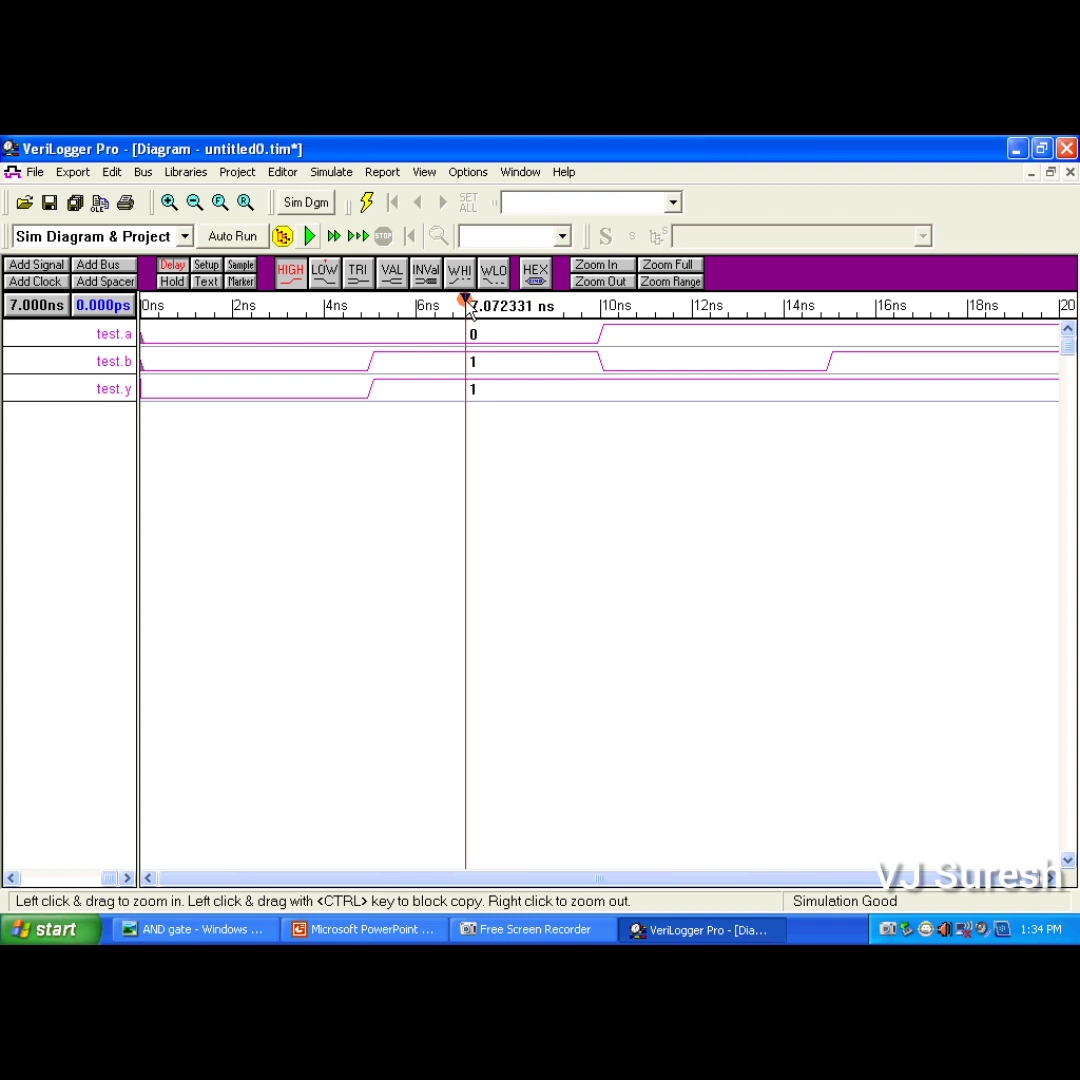 VeriLogger Pro - [Diagram - untitled0.tim*]
File Export Edit Bus Libraries Project Editor Simulate Report View Options Window Help
OLE Sim Dgm SET ALL
Sim Diagram & Project Auto Run STOP S s S
Add Signal Add Bus Delay Setup Sample HIGH LOW TRI VAL INVal WHI WLO HEX Zoom In Zoom Full
Add Clock Add Spacer Hold Text Marker Zoom Out Zoom Range
7.000ns 0.000ps 0ns 2ns 4ns 6ns 7.072331 ns 10ns 12ns 14ns 16ns 18ns 20
test.a 0
test.b 1
test.y 1
VJ Suresh
Left click & drag to zoom in. Left click & drag with <CTRL> key to block copy. Right click to zoom out. Simulation Good
start AND gate - Windows ... Microsoft PowerPoint ... Free Screen Recorder VeriLogger Pro - [Dia... 1:34 PM